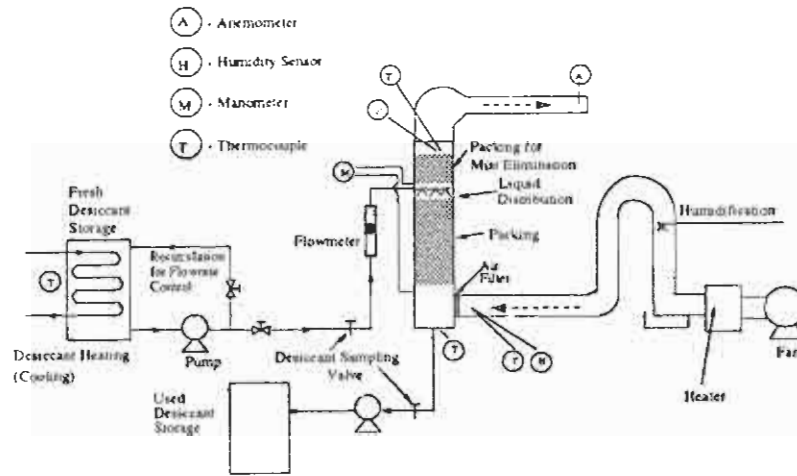 A - Anemometer
H - Humidity Sensor
M - Manometer
T - Thermocouple
T
A
Packing for
Mist Elimination
M
Liquid
Distribution
Fresh
Desiccant
Storage
Humidification
Flowmeter
Packing
Recirculation
for Flowrate
Control
Air
Filter
T
Desiccant Heating
(Cooling)
Pump
Desiccant Sampling
Valve
T
T
H
Fan
Heater
Used
Desiccant
Storage